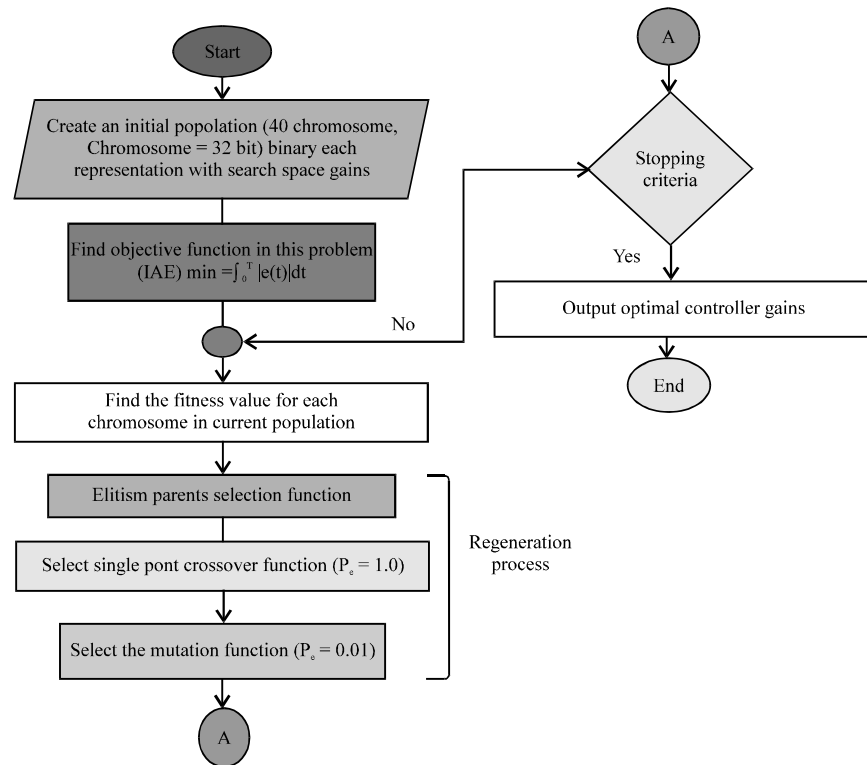 Start
Create an initial popolation (40 chromosome,
Chromosome = 32 bit) binary each
representation with search space gains
Find objective function in this problem
(IAE) min =∫₀ᵀ |e(t)|dt
No
Find the fitness value for each
chromosome in current population
Elitism parents selection function
Select single pont crossover function (Pₑ = 1.0)
Select the mutation function (Pₑ = 0.01)
A
Regeneration
process
A
Stopping
criteria
Yes
Output optimal controller gains
End